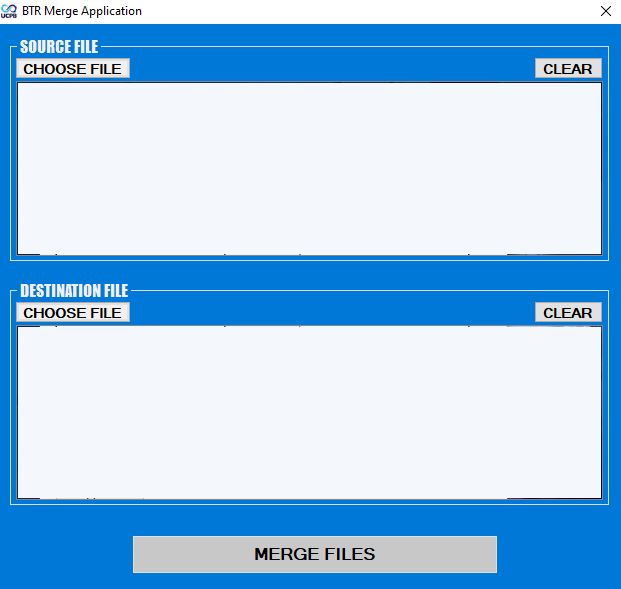 UCPB
BTR Merge Application
SOURCE FILE
CHOOSE FILE
CLEAR
DESTINATION FILE
CHOOSE FILE
CLEAR
MERGE FILES